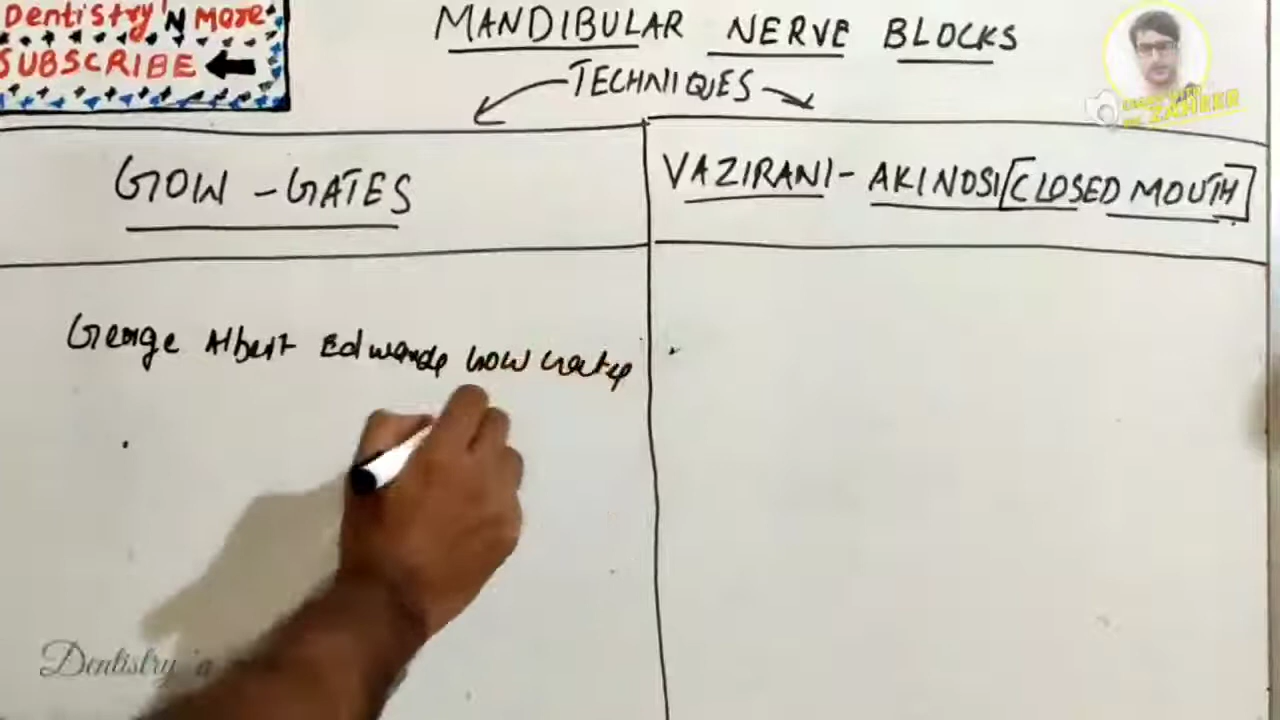 Dentistry'N More
SUBSCRIBE
MANDIBULAR NERVE BLOCKS
TECHNIQUES
ZAHEER
GOW - GATES
VAZIRANI - AKINOSI [CLOSED MOUTH]
George Albert Edwards Gow Gates
Dentistry 'n